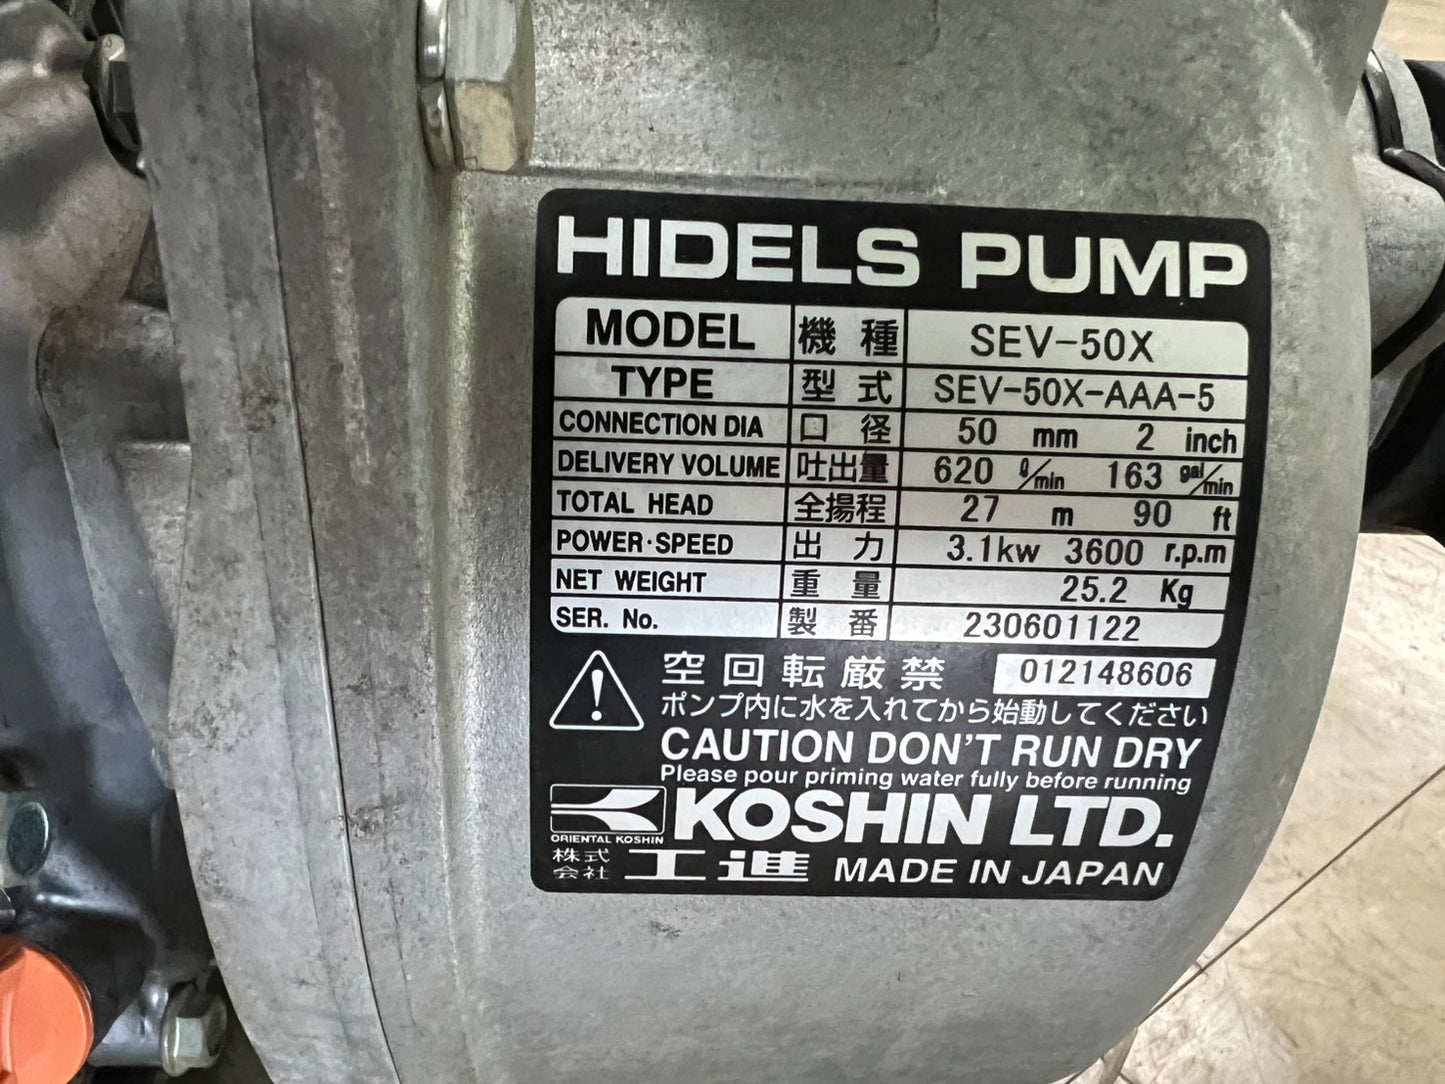 HIDELS PUMP
MODEL 機種 SEV-50X
TYPE 型式 SEV-50X-AAA-5
CONNECTION DIA 口径 50 mm 2 inch
DELIVERY VOLUME 吐出量 620 ℓ/min 163 gal/min
TOTAL HEAD 全揚程 27 m 90 ft
POWER·SPEED 出力 3.1kw 3600 r.p.m
NET WEIGHT 重量 25.2 Kg
SER. No. 製番 230601122
空回転厳禁 012148606
ポンプ内に水を入れてから始動してください
CAUTION DON'T RUN DRY
Please pour priming water fully before running
ORIENTAL KOSHIN KOSHIN LTD.
株式会社 工進 MADE IN JAPAN